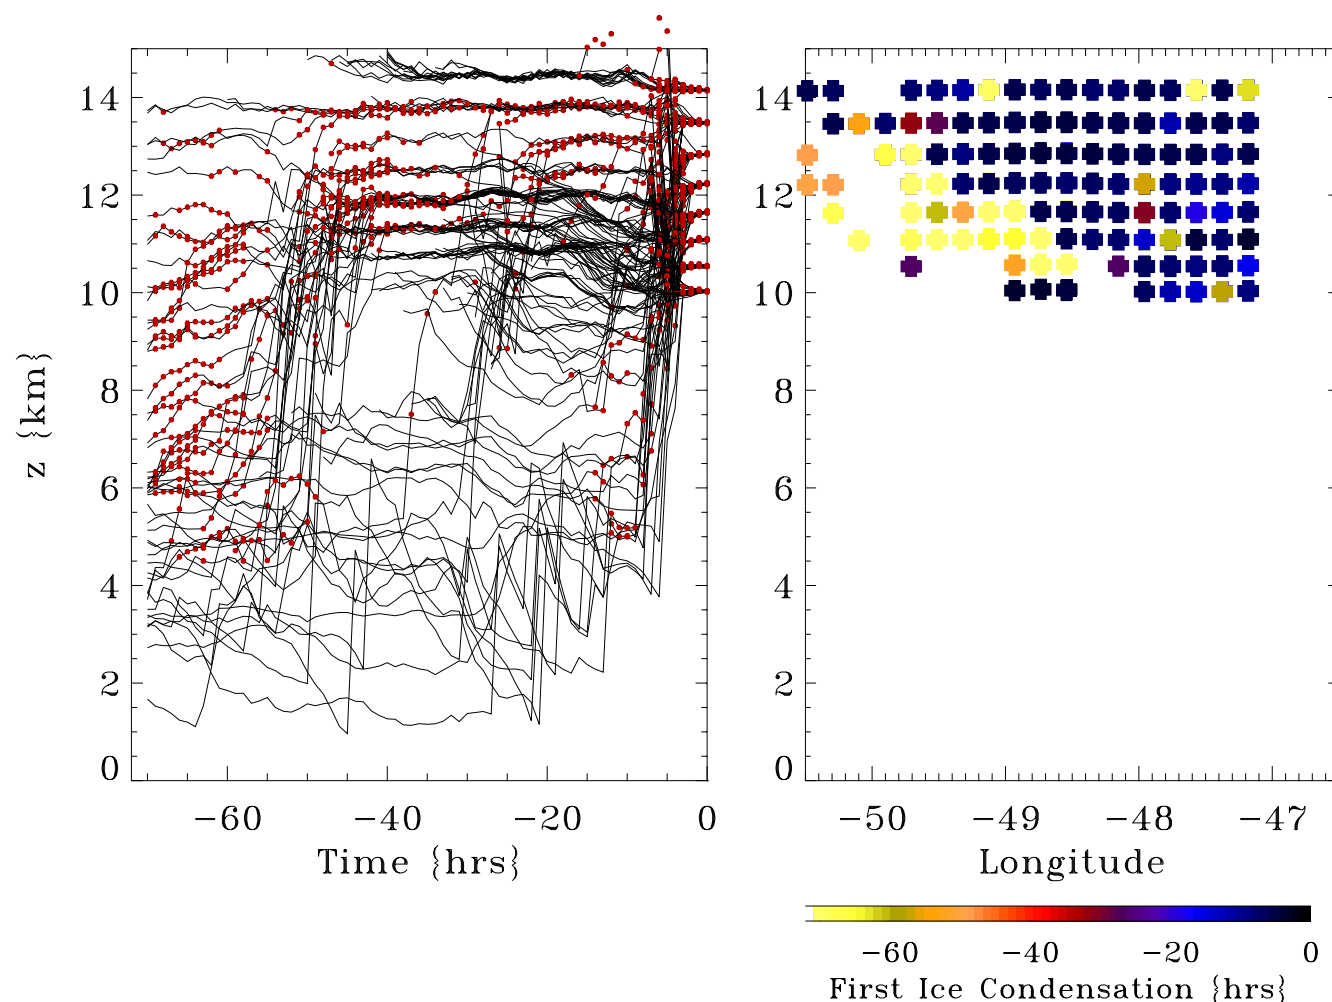 14 14
12 12
10 10
z {km}
8 8
6 6
4 4
2 2
0 0
−60 −40 −20 0 −50 −49 −48 −47
Time {hrs} Longitude
−60 −40 −20 0
First Ice Condensation {hrs}